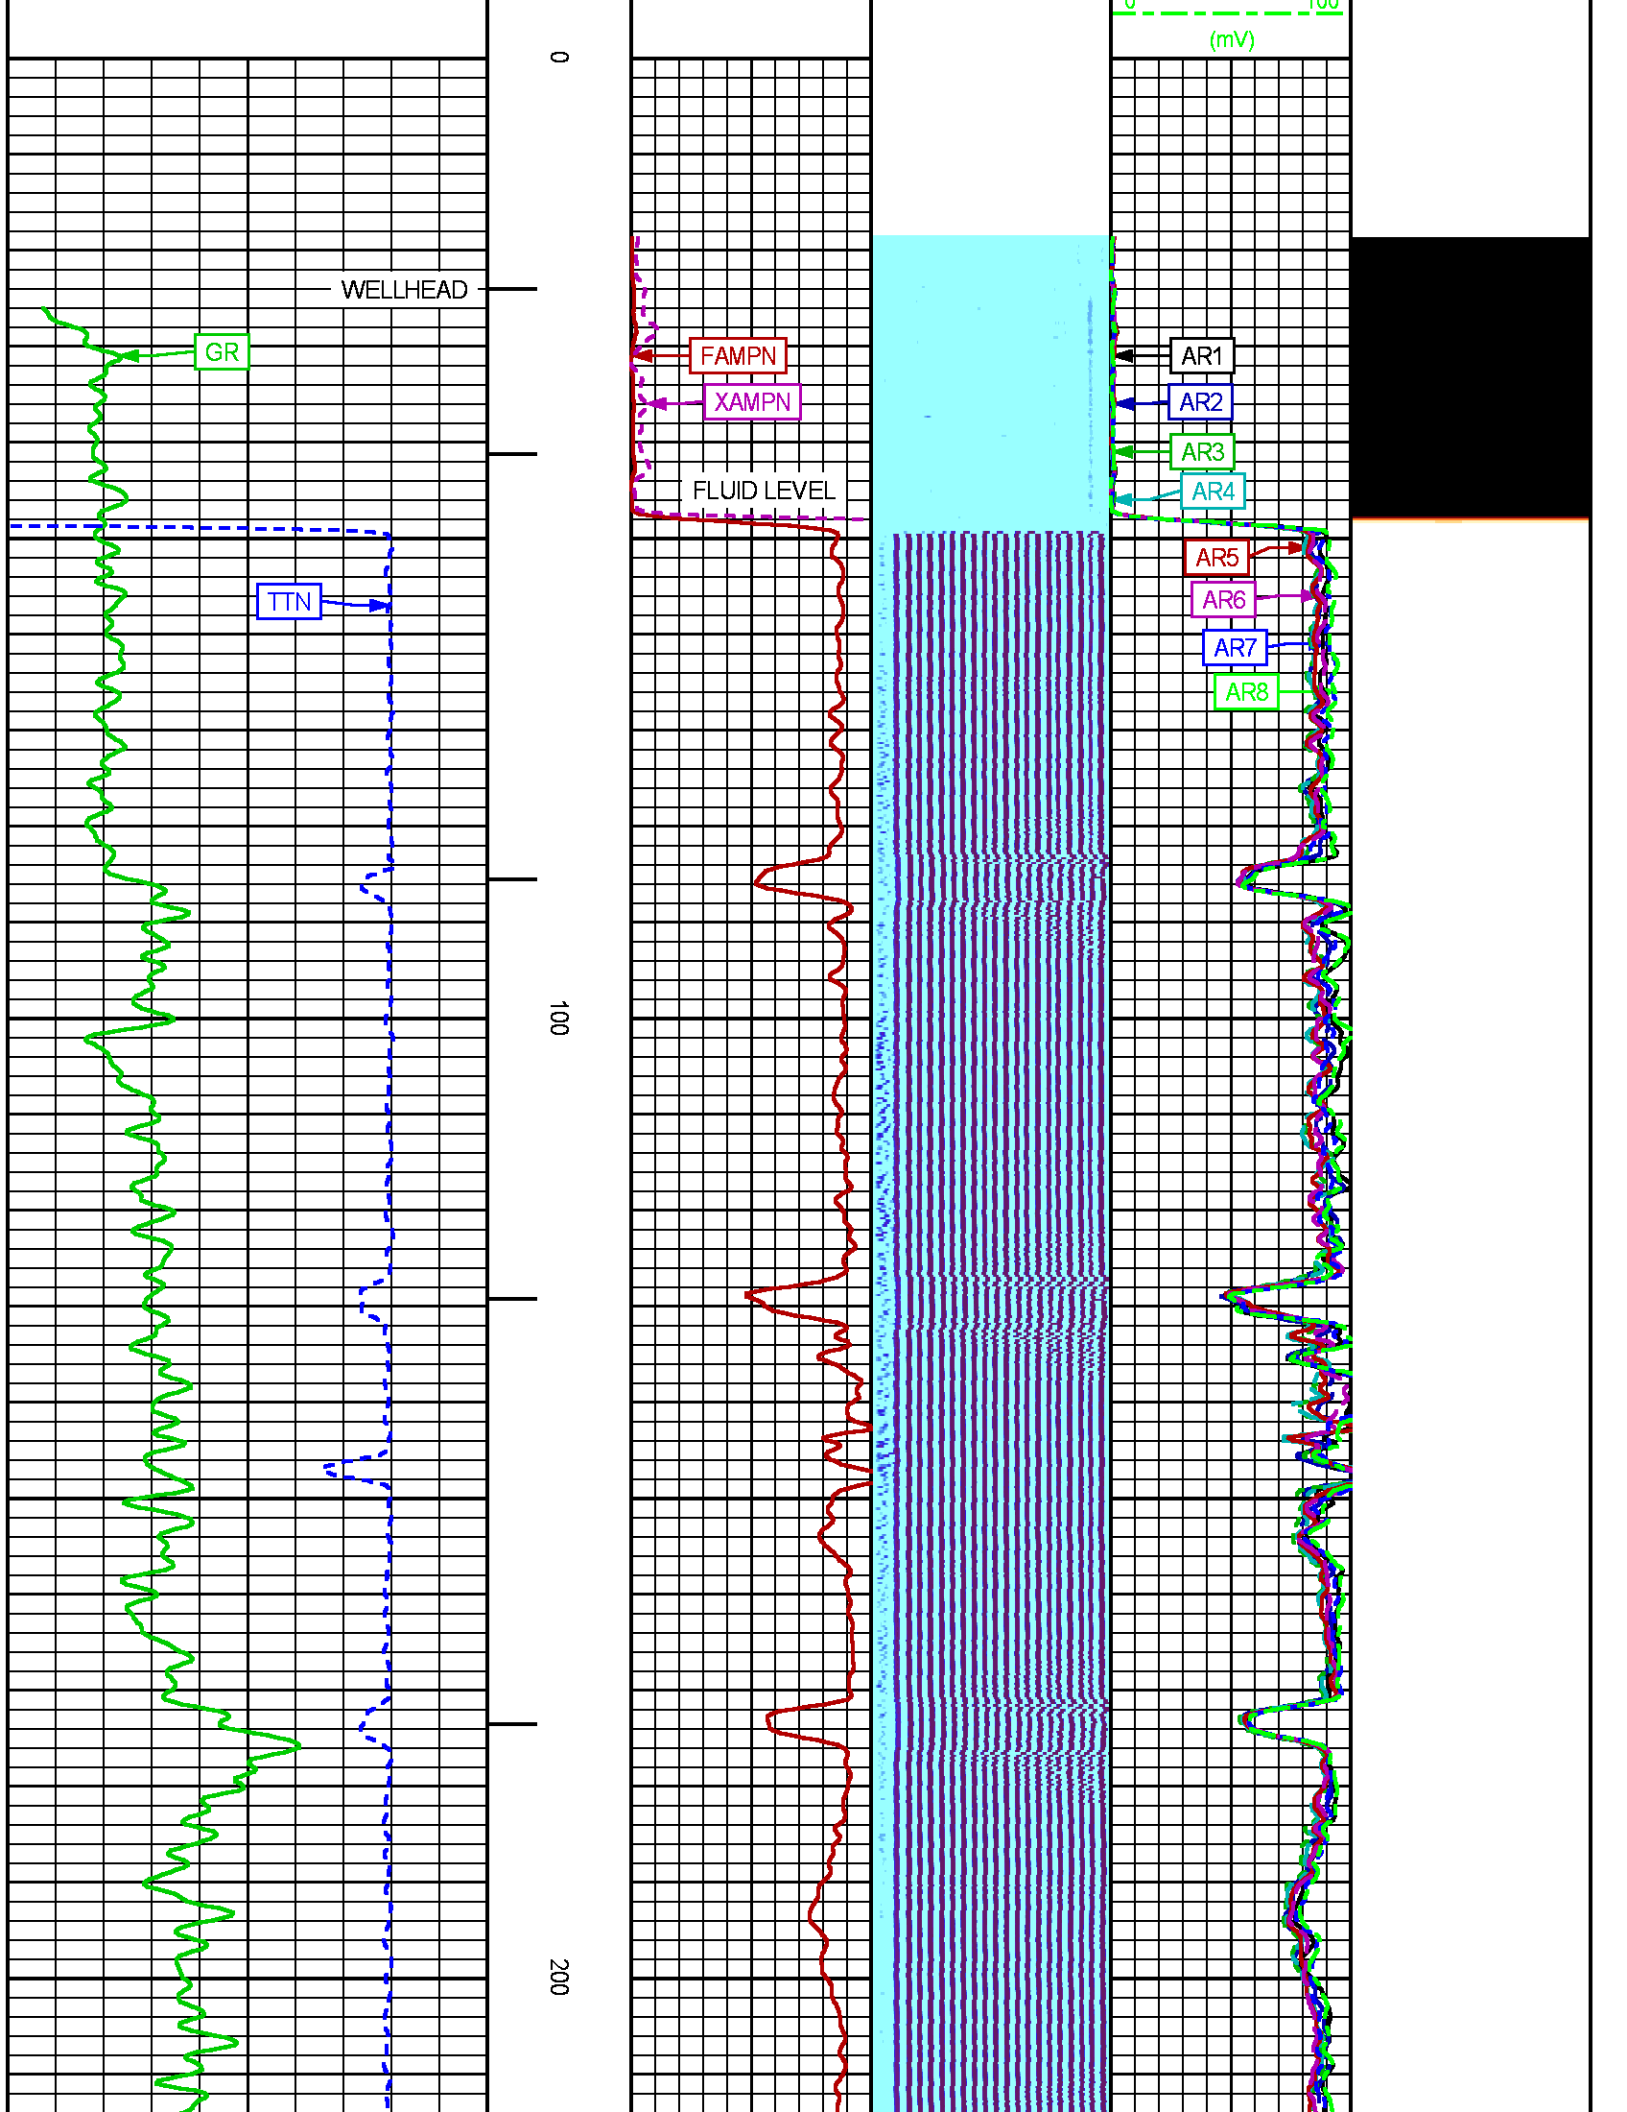 0 100
(mV)
0
WELLHEAD
GR
FAMPN
AR1
XAMPN
AR2
AR3
FLUID LEVEL
AR4
AR5
TTN
AR6
AR7
AR8
100
200